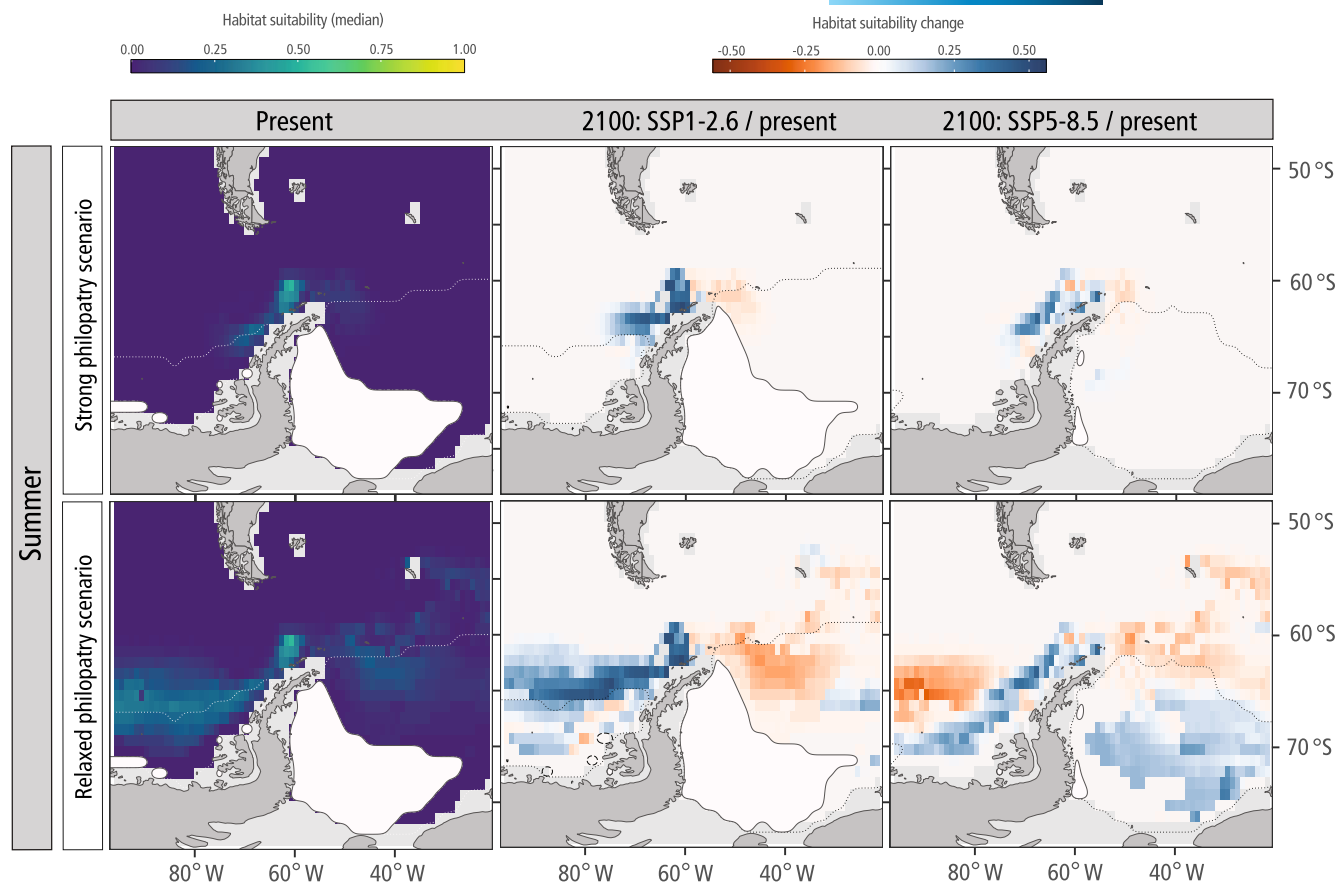 Habitat suitability (median)
0.00 0.25 0.50 0.75 1.00
Habitat suitability change
-0.50 -0.25 0.00 0.25 0.50
Present
2100: SSP1-2.6 / present
2100: SSP5-8.5 / present
Summer
Strong philopatry scenario
50 °S
60 °S
70 °S
Relaxed philopatry scenario
50 °S
60 °S
70 °S
80° W 60° W 40° W
80° W 60° W 40° W
80° W 60° W 40° W